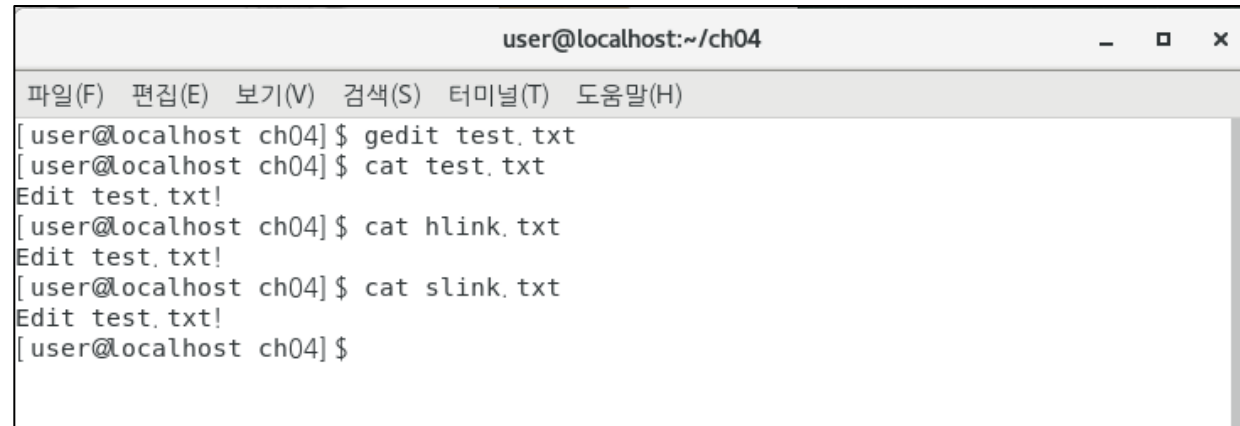 user@localhost:~/ch04
파일(F) 편집(E) 보기(V) 검색(S) 터미널(T) 도움말(H)
[user@localhost ch04]$ gedit test.txt
[user@localhost ch04]$ cat test.txt
Edit test.txt!
[user@localhost ch04]$ cat hlink.txt
Edit test.txt!
[user@localhost ch04]$ cat slink.txt
Edit test.txt!
[user@localhost ch04]$